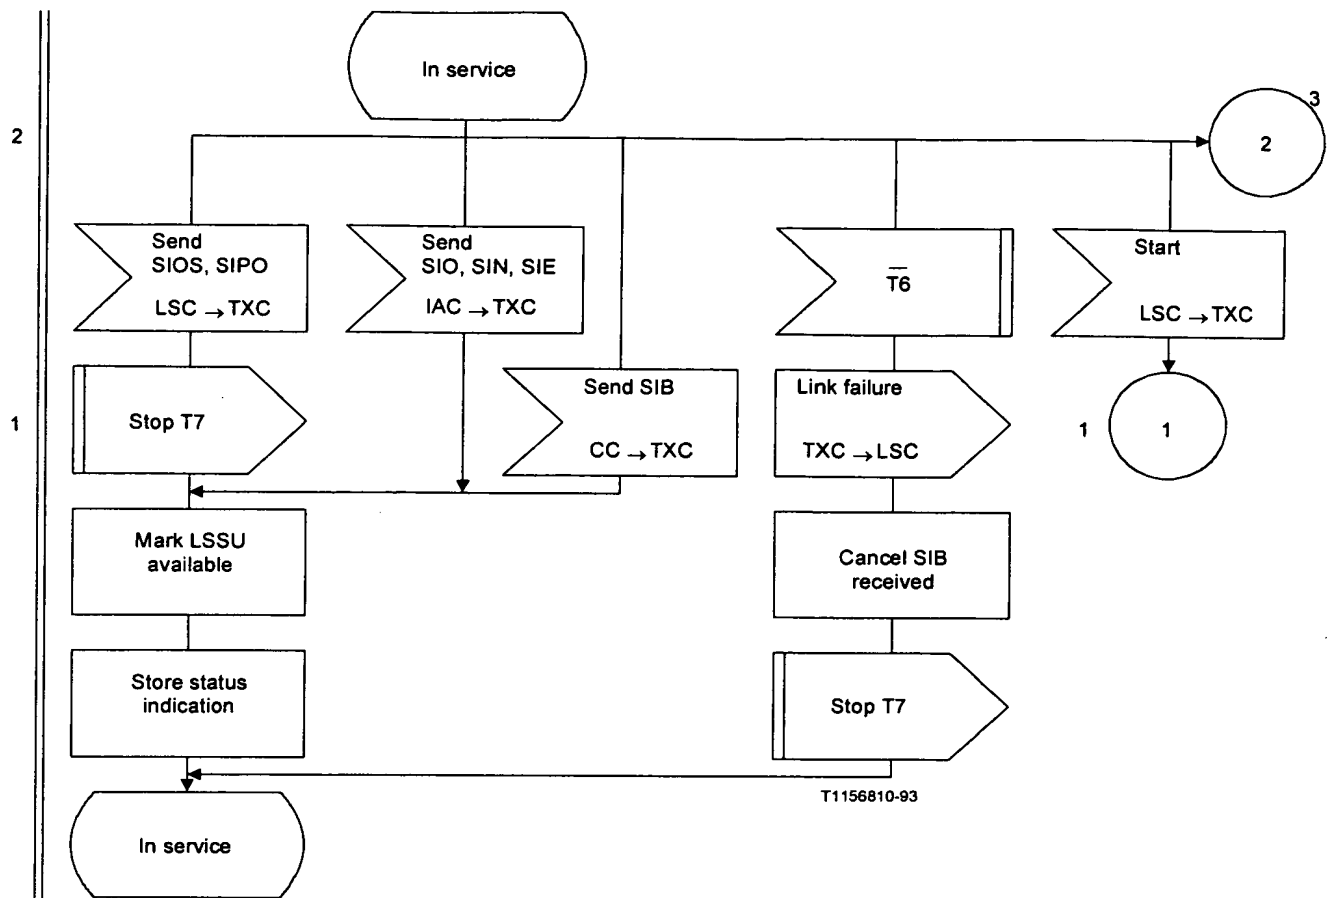 In service
3
2
2
Send
SIOS, SIPO
LSC → TXC
Send
SIO, SIN, SIE
IAC → TXC
T6
Start
LSC → TXC
1
Stop T7
Send SIB
CC → TXC
Link failure
TXC → LSC
1
1
Mark LSSU
available
Cancel SIB
received
Store status
indication
Stop T7
T1156810-93
In service